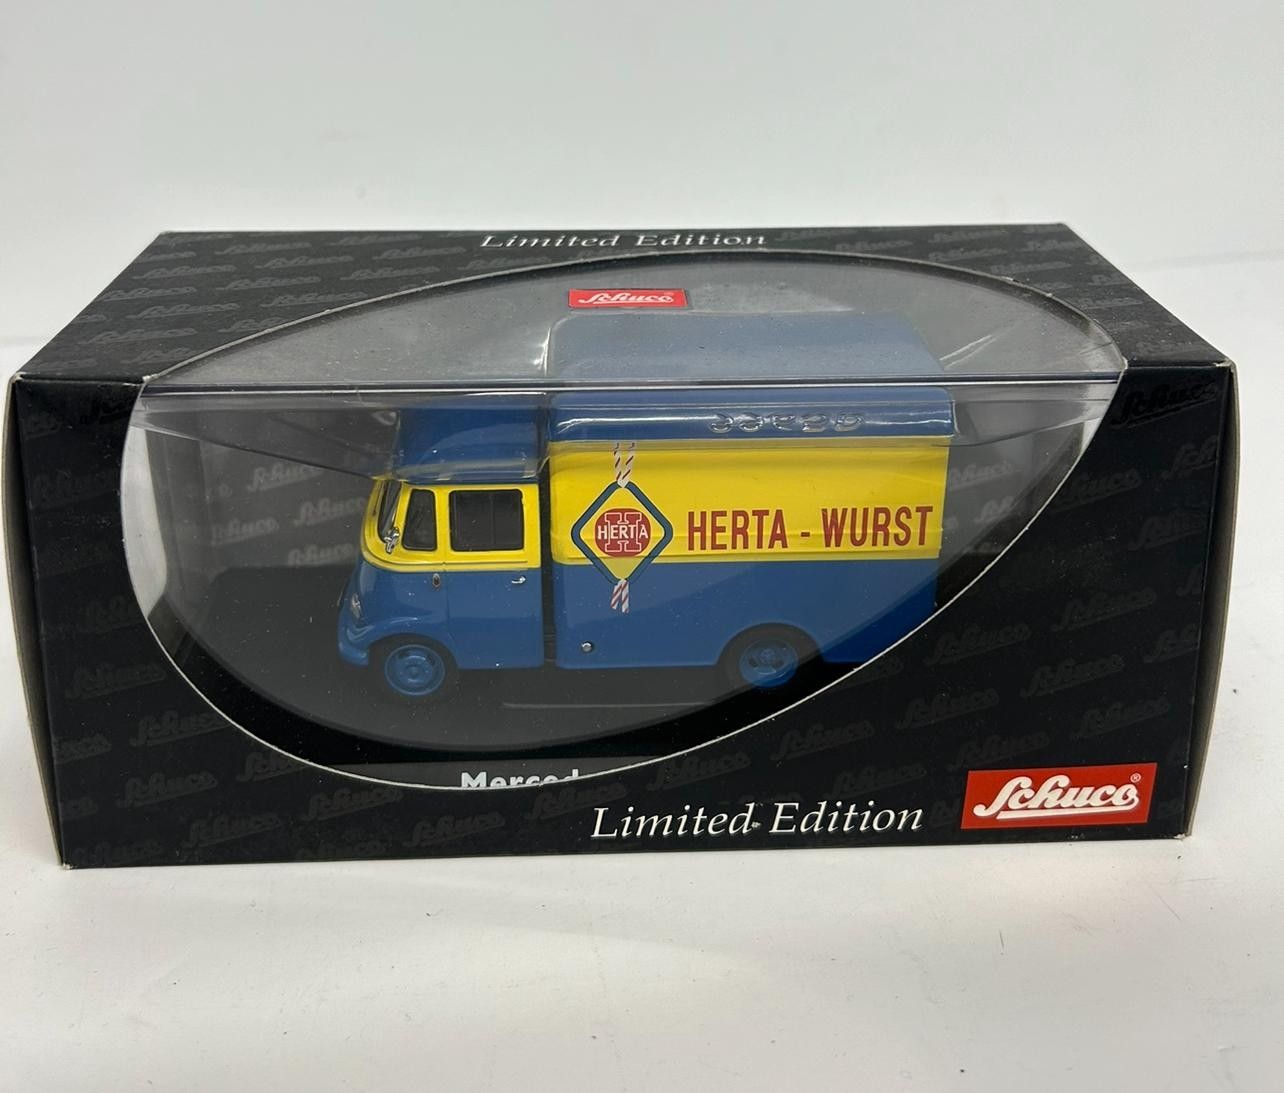 Limited Edition
Schuco
HERTA
HERTA - WURST
Limited Edition
Schuco